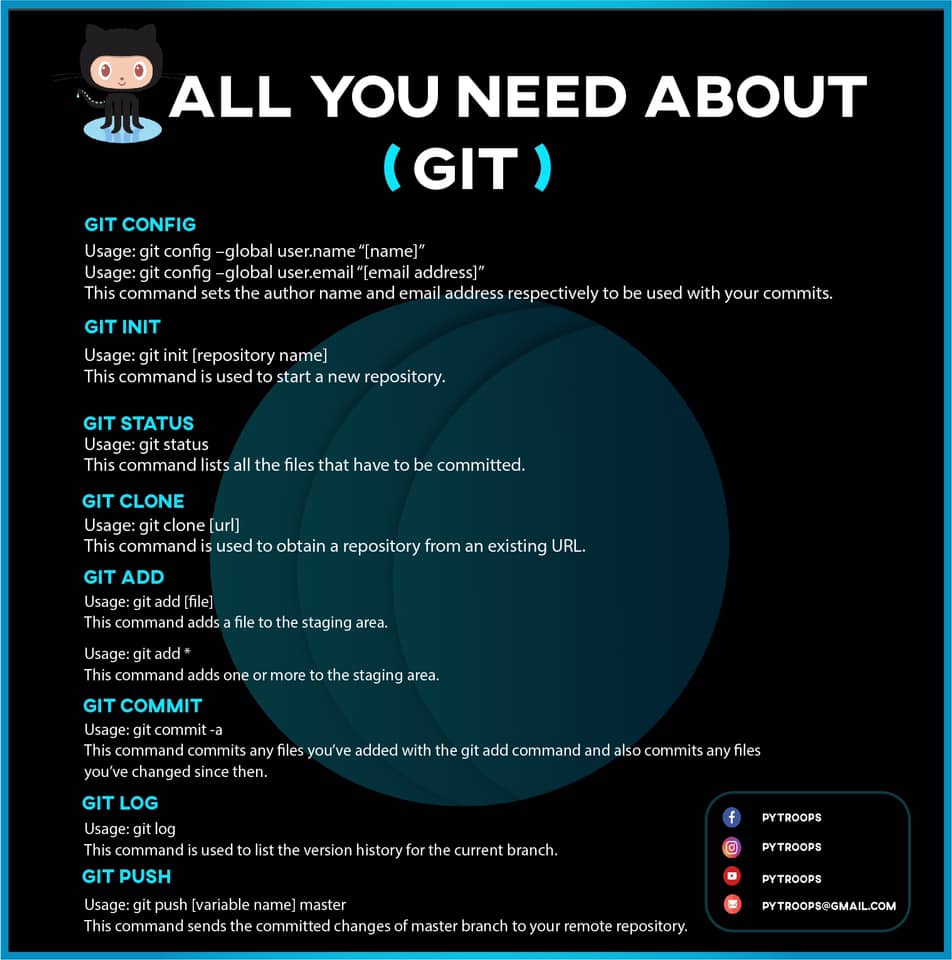 ALL YOU NEED ABOUT
( GIT )
GIT CONFIG
Usage: git config –global user.name “[name]”
Usage: git config –global user.email “[email address]”
This command sets the author name and email address respectively to be used with your commits.
GIT INIT
Usage: git init [repository name]
This command is used to start a new repository.
GIT STATUS
Usage: git status
This command lists all the files that have to be committed.
GIT CLONE
Usage: git clone [url]
This command is used to obtain a repository from an existing URL.
GIT ADD
Usage: git add [file]
This command adds a file to the staging area.
Usage: git add *
This command adds one or more to the staging area.
GIT COMMIT
Usage: git commit -a
This command commits any files you’ve added with the git add command and also commits any files
you’ve changed since then.
GIT LOG
Usage: git log
This command is used to list the version history for the current branch.
GIT PUSH
Usage: git push [variable name] master
This command sends the committed changes of master branch to your remote repository.
PYTROOPS
PYTROOPS
PYTROOPS
PYTROOPS@GMAIL.COM